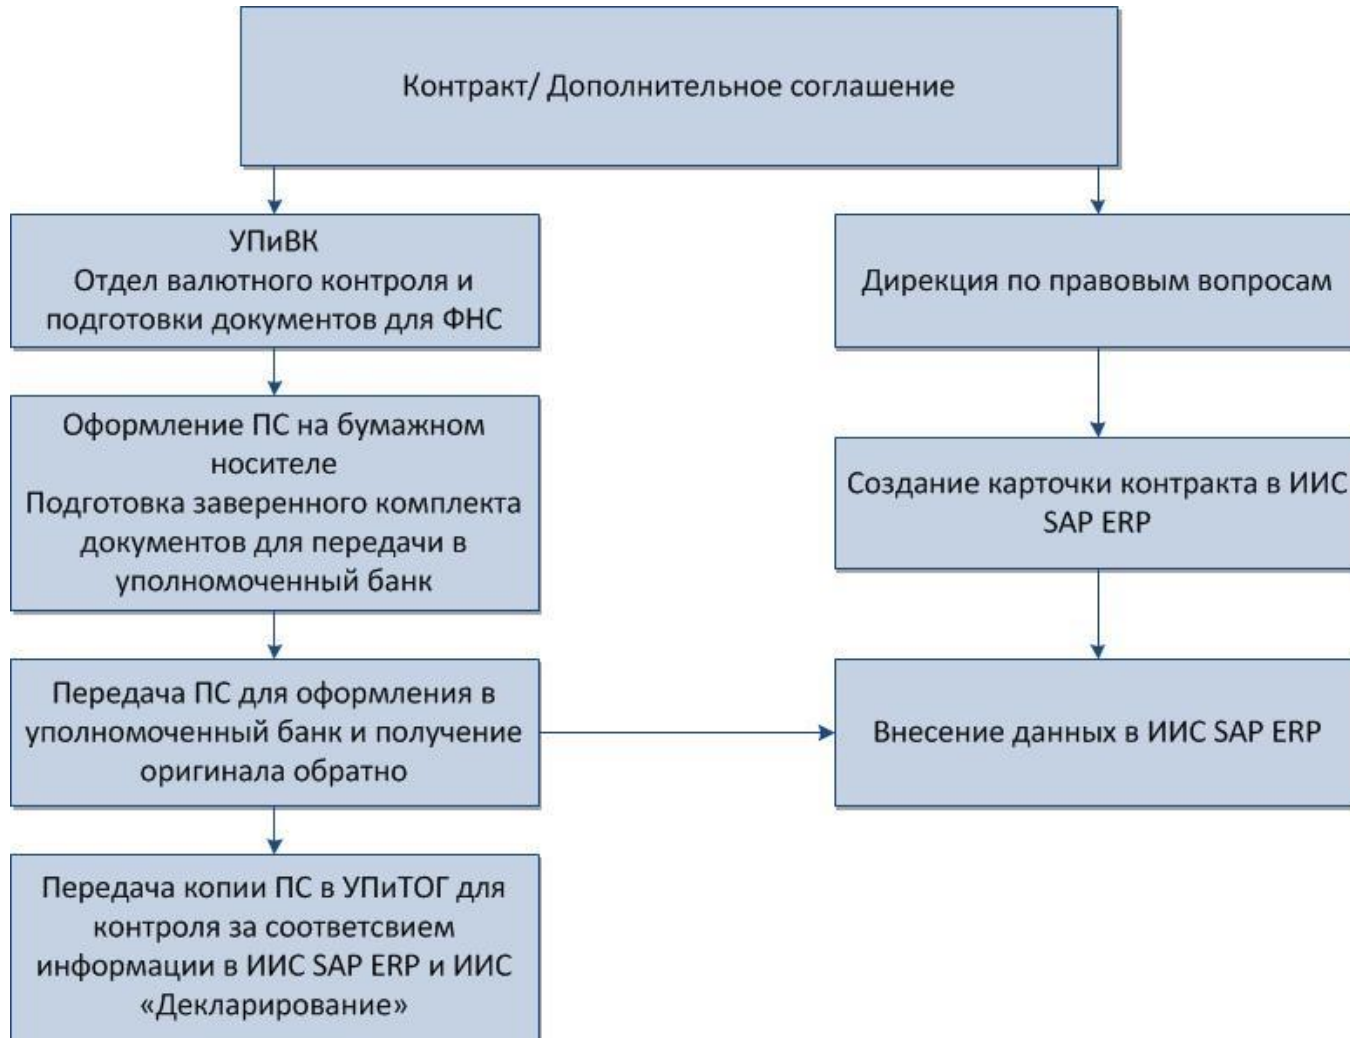 Контракт/ Дополнительное соглашение
УПиВК
Отдел валютного контроля и
подготовки документов для ФНС
Дирекция по правовым вопросам
Оформление ПС на бумажном
носителе
Подготовка заверенного комплекта
документов для передачи в
уполномоченный банк
Создание карточки контракта в ИИС
SAP ERP
Передача ПС для оформления в
уполномоченный банк и получение
оригинала обратно
Внесение данных в ИИС SAP ERP
Передача копии ПС в УПиТОГ для
контроля за соответсвием
информации в ИИС SAP ERP и ИИС
«Декларирование»